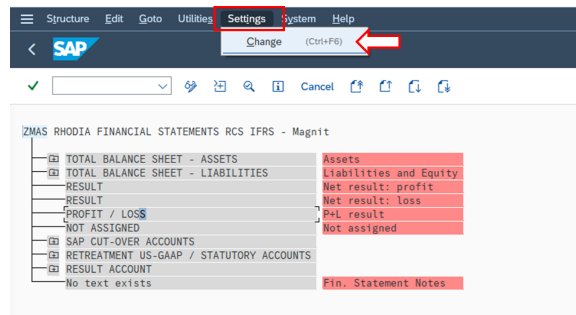 Structure Edit Goto Utilities Settings System Help
Change (Ctrl+F6)
SAP
Cancel
ZMAS RHODIA FINANCIAL STATEMENTS RCS IFRS - Magnit
TOTAL BALANCE SHEET - ASSETS Assets
TOTAL BALANCE SHEET - LIABILITIES Liabilities and Equity
RESULT Net result: profit
RESULT Net result: loss
PROFIT / LOSS P+L result
NOT ASSIGNED Not assigned
SAP CUT-OVER ACCOUNTS
RETREATMENT US-GAAP / STATUTORY ACCOUNTS
RESULT ACCOUNT
No text exists Fin. Statement Notes